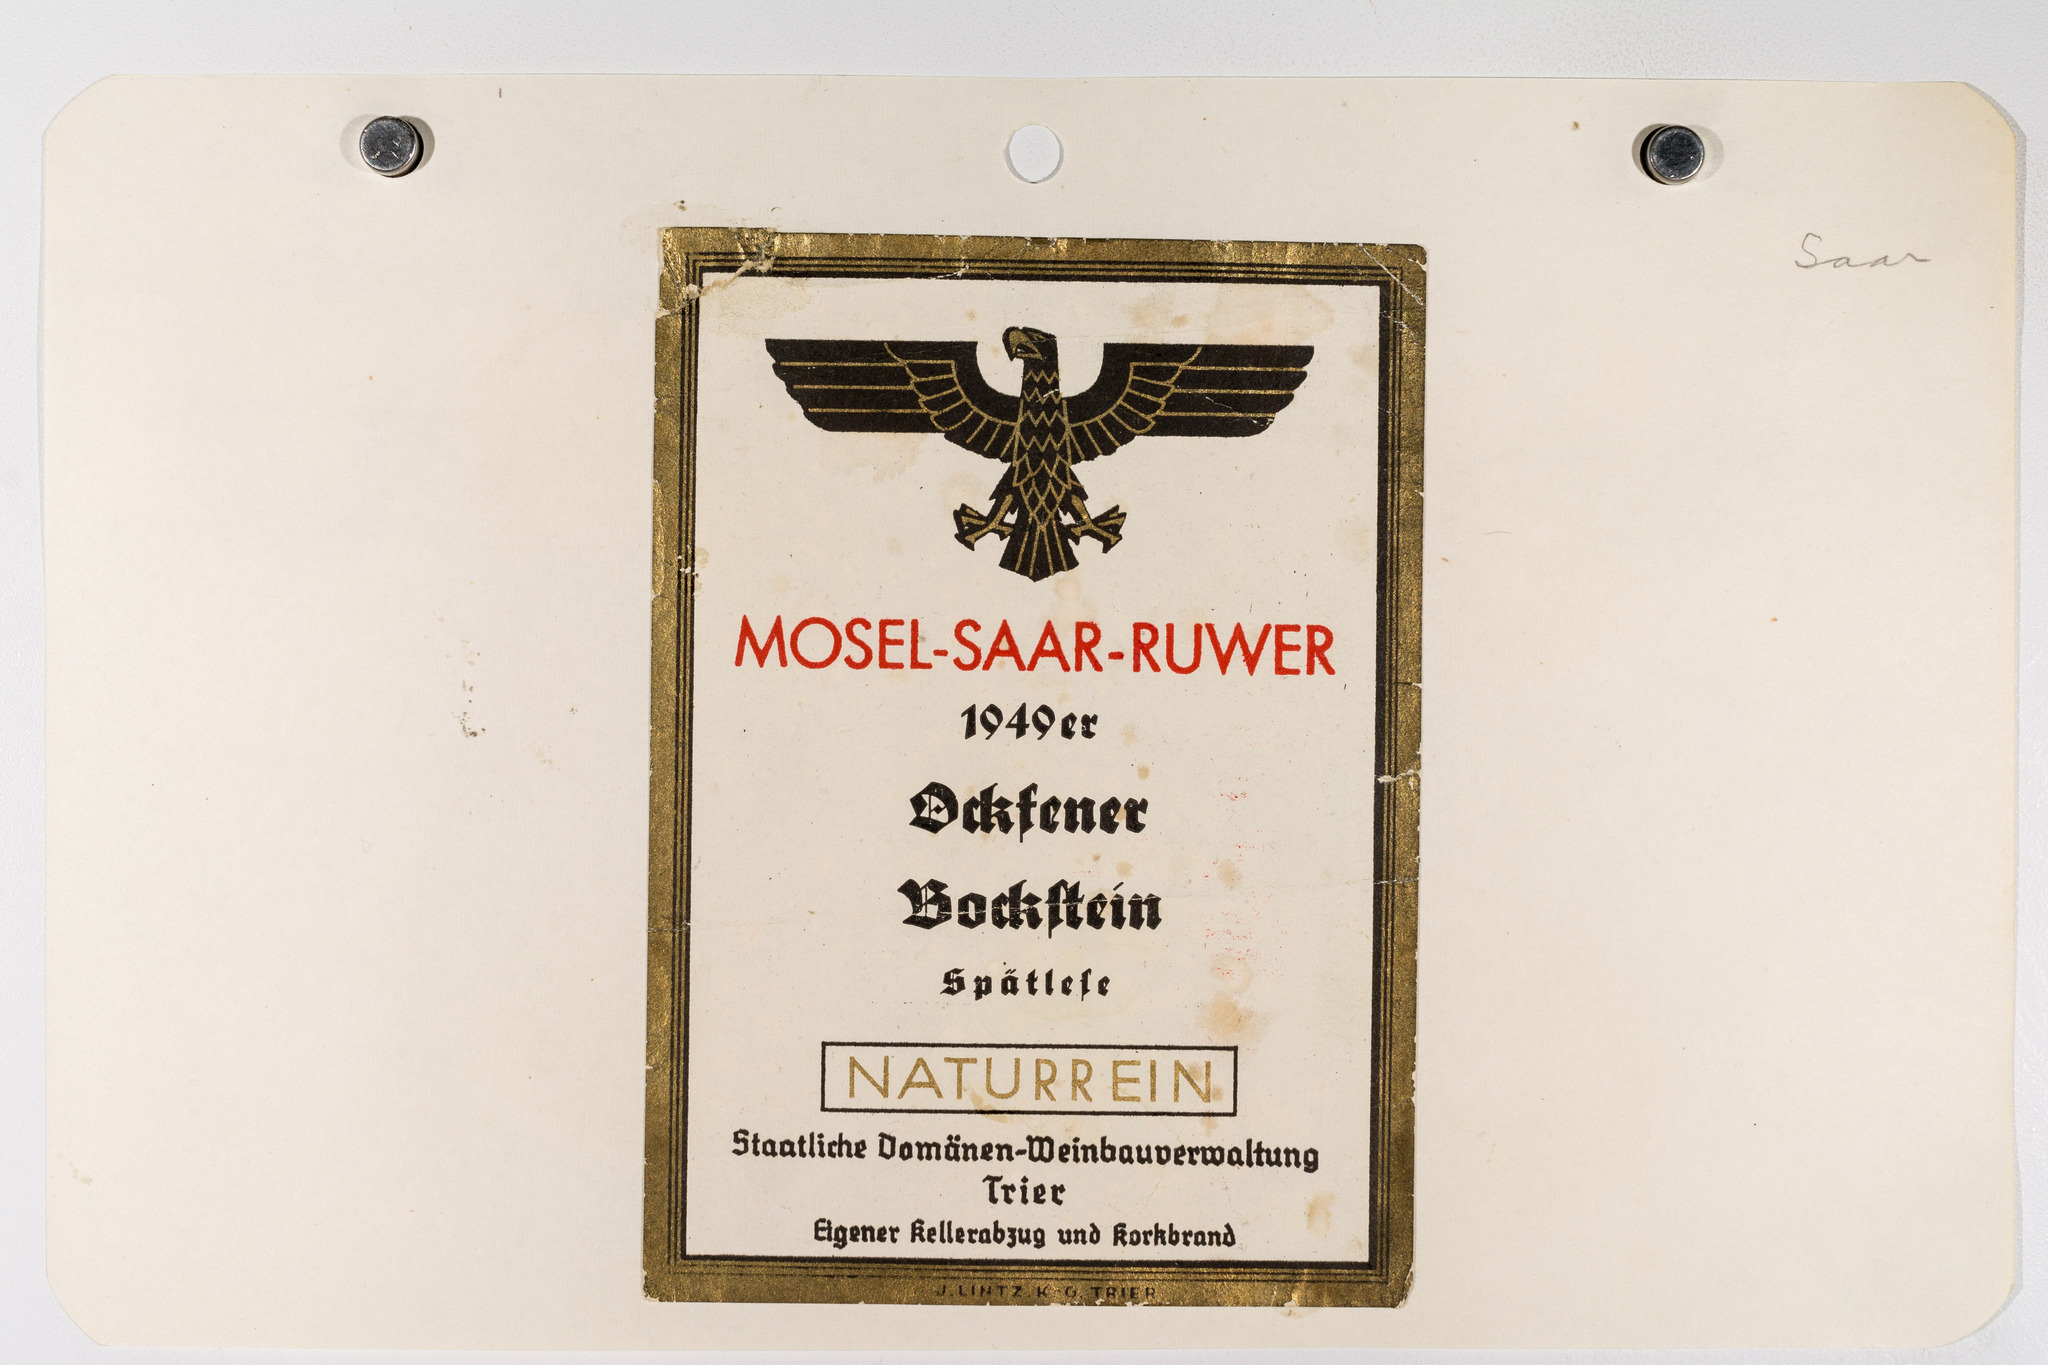 Saar
MOSEL-SAAR-RUWER
1949er
Ockfener
Bockstein
Spätlese
NATURREIN
Staatliche Domänen-Weinbauverwaltung
Trier
Eigener Kellerabzug und Korkbrand
J. LINTZ K-G. TRIER